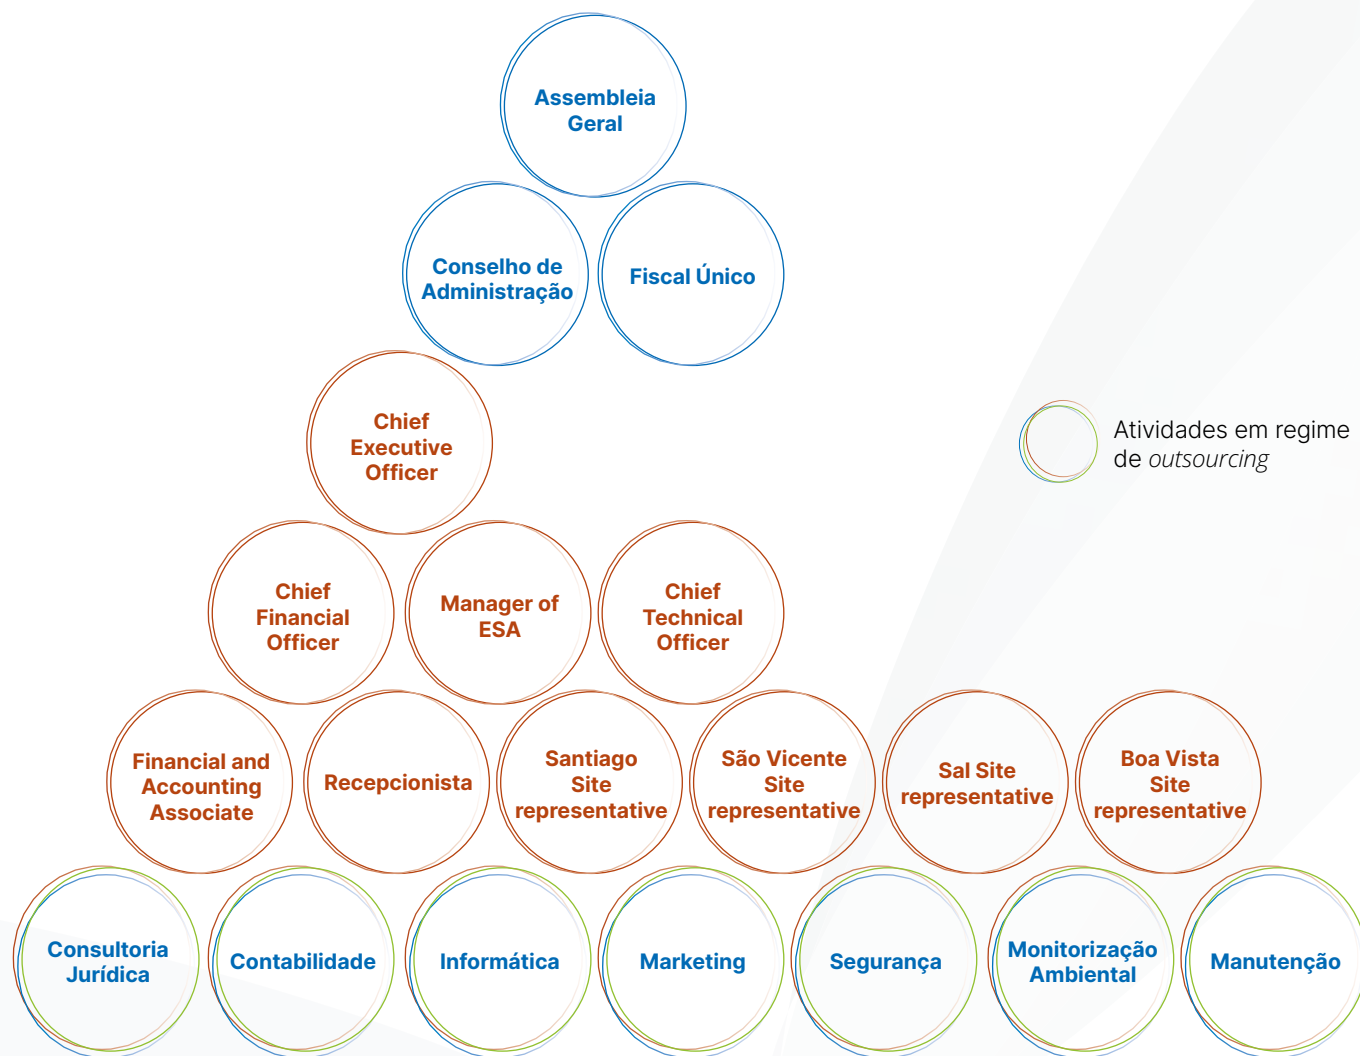 Assembleia
Geral
Conselho de
Administração
Fiscal Único
Chief
Executive
Officer
Atividades em regime
de outsourcing
Chief
Financial
Officer
Manager of
ESA
Chief
Technical
Officer
Financial and
Accounting
Associate
Recepcionista
Santiago
Site
representative
São Vicente
Site
representative
Sal Site
representative
Boa Vista
Site
representative
Consultoria
Jurídica
Contabilidade
Informática
Marketing
Segurança
Monitorização
Ambiental
Manutenção